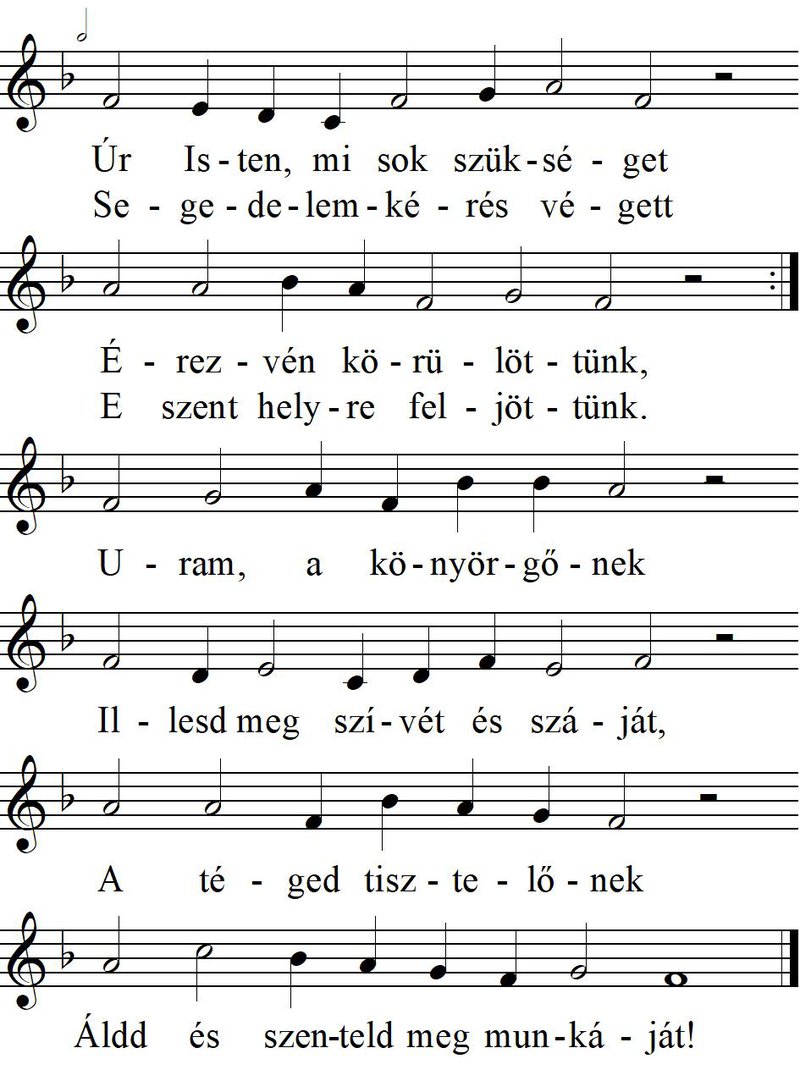 Úr Is - ten, mi sok szük - sé - get
Se - ge - de - lem - ké - rés vé - gett
É - rez - vén kö - rü - löt - tünk,
E szent hely - re fel - jöt - tünk.
U - ram, a kö - nyör - gő - nek
Il - lesd meg szí - vét és szá - ját,
A té - ged tisz - te - lő - nek
Áldd és szen - teld meg mun - ká - ját!